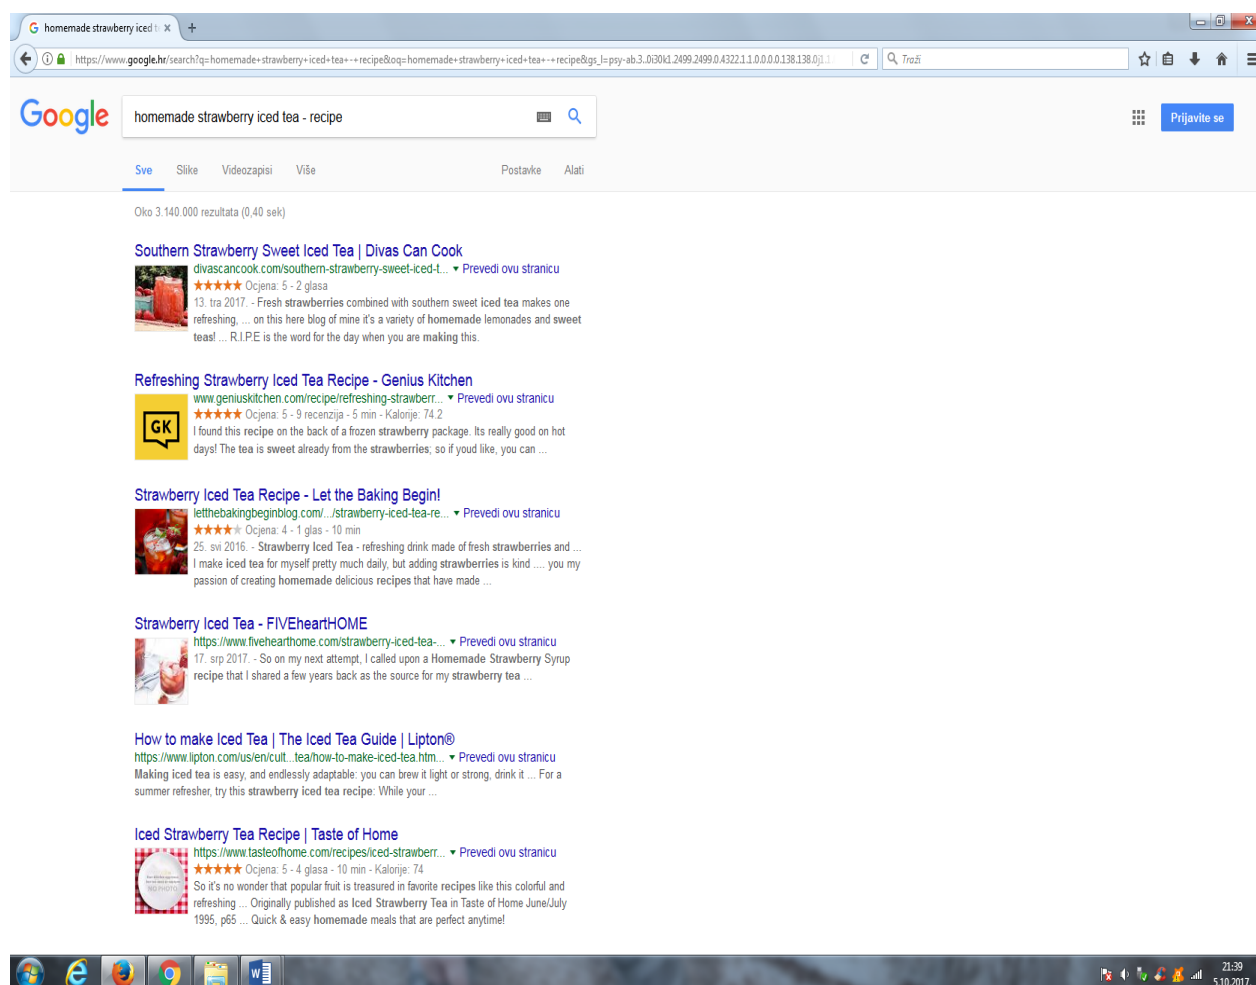 homemade strawberry iced t
https://www.google.hr/search?q=homemade+strawberry+iced+tea+-+recipe&oq=homemade+strawberry+iced+tea+-+recipe&gs_l=psy-ab.3..0i30k1.2499.2499.0.4322.1.1.0.0.0.0.138.138.0j1.1
Traži
Google
homemade strawberry iced tea - recipe
Prijavite se
Sve Slike Videozapisi Više Postavke Alati
Oko 3.140.000 rezultata (0,40 sek)
Southern Strawberry Sweet Iced Tea | Divas Can Cook
divascancook.com/southern-strawberry-sweet-iced-t... ▼ Prevedi ovu stranicu
★★★★★ Ocjena: 5 - 2 glasa
13. tra 2017. - Fresh strawberries combined with southern sweet iced tea makes one
refreshing, ... on this here blog of mine it's a variety of homemade lemonades and sweet
teas! ... R.I.P.E is the word for the day when you are making this.
Refreshing Strawberry Iced Tea Recipe - Genius Kitchen
www.geniuskitchen.com/recipe/refreshing-strawberr... ▼ Prevedi ovu stranicu
GK
★★★★★ Ocjena: 5 - 9 recenzija - 5 min - Kalorije: 74.2
I found this recipe on the back of a frozen strawberry package. Its really good on hot
days! The tea is sweet already from the strawberries; so if youd like, you can ...
Strawberry Iced Tea Recipe - Let the Baking Begin!
letthebakingbeginblog.com/.../strawberry-iced-tea-re... ▼ Prevedi ovu stranicu
★★★★★ Ocjena: 4 - 1 glas - 10 min
25. svi 2016. - Strawberry Iced Tea - refreshing drink made of fresh strawberries and ...
I make iced tea for myself pretty much daily, but adding strawberries is kind .... you my
passion of creating homemade delicious recipes that have made ...
Strawberry Iced Tea - FIVEheartHOME
https://www.fivehearthome.com/strawberry-iced-tea-... ▼ Prevedi ovu stranicu
17. srp 2017. - So on my next attempt, I called upon a Homemade Strawberry Syrup
recipe that I shared a few years back as the source for my strawberry tea ...
How to make Iced Tea | The Iced Tea Guide | Lipton®
https://www.lipton.com/us/en/cult...tea/how-to-make-iced-tea.htm... ▼ Prevedi ovu stranicu
Making iced tea is easy, and endlessly adaptable: you can brew it light or strong, drink it ... For a
summer refresher, try this strawberry iced tea recipe: While your ...
Iced Strawberry Tea Recipe | Taste of Home
https://www.tasteofhome.com/recipes/iced-strawberr... ▼ Prevedi ovu stranicu
★★★★★ Ocjena: 5 - 4 glasa - 10 min - Kalorije: 74
NO PHOTO
So it's no wonder that popular fruit is treasured in favorite recipes like this colorful and
refreshing ... Originally published as Iced Strawberry Tea in Taste of Home June/July
1995, p65 ... Quick & easy homemade meals that are perfect anytime!
21:39
5.10.2017